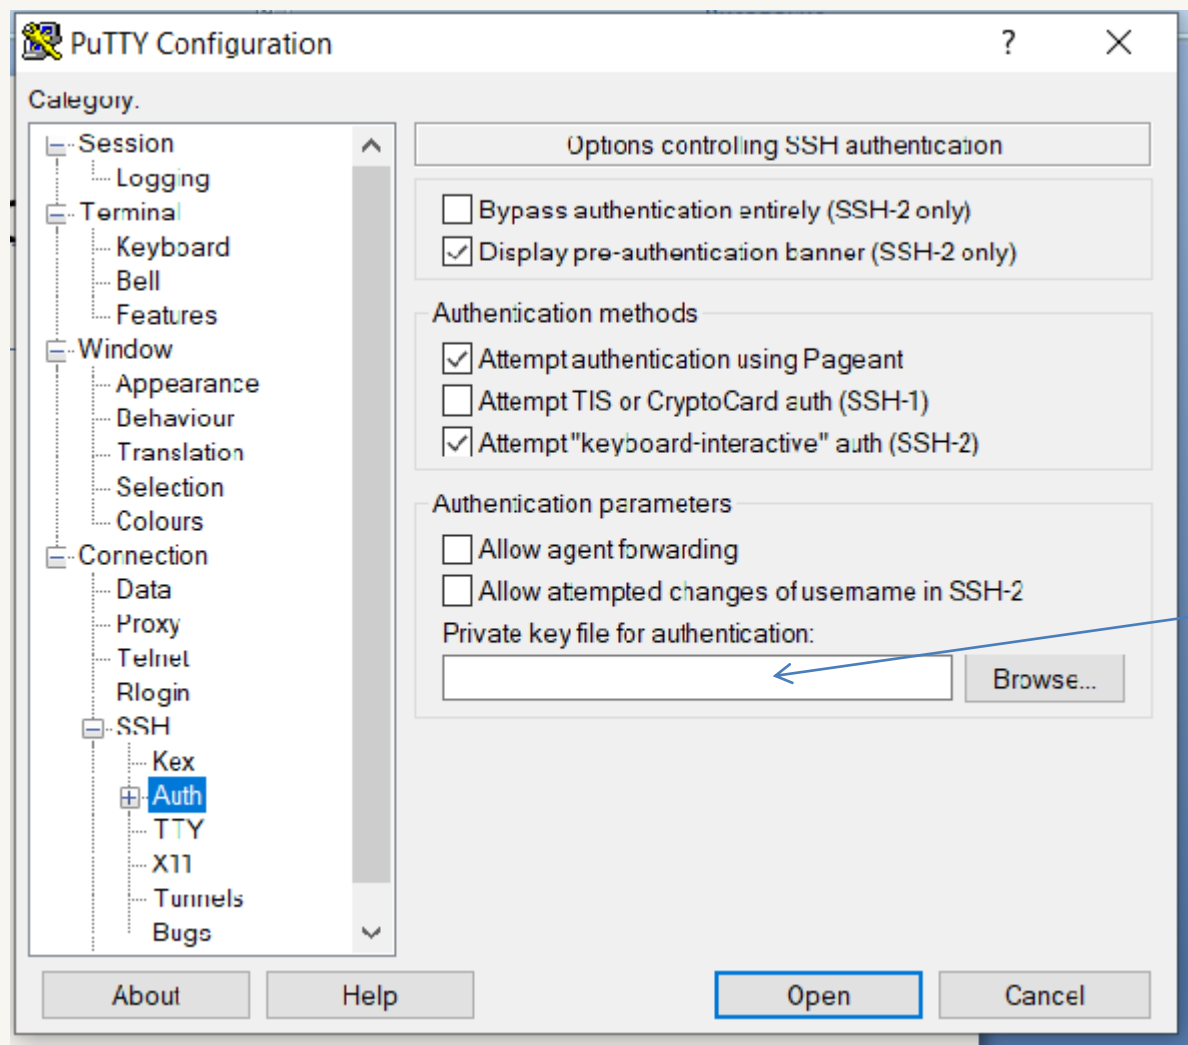 PuTTY Configuration
?
Category:
Session
Logging
Terminal
Keyboard
Bell
Features
Window
Appearance
Behaviour
Translation
Selection
Colours
Connection
Data
Proxy
Telnet
Rlogin
SSH
Kex
Auth
TTY
X11
Tunnels
Bugs
Options controlling SSH authentication
Bypass authentication entirely (SSH-2 only)
Display pre-authentication banner (SSH-2 only)
Authentication methods
Attempt authentication using Pageant
Attempt TIS or CryptoCard auth (SSH-1)
Attempt "keyboard-interactive" auth (SSH-2)
Authentication parameters
Allow agent forwarding
Allow attempted changes of username in SSH-2
Private key file for authentication:
Browse...
About
Help
Open
Cancel